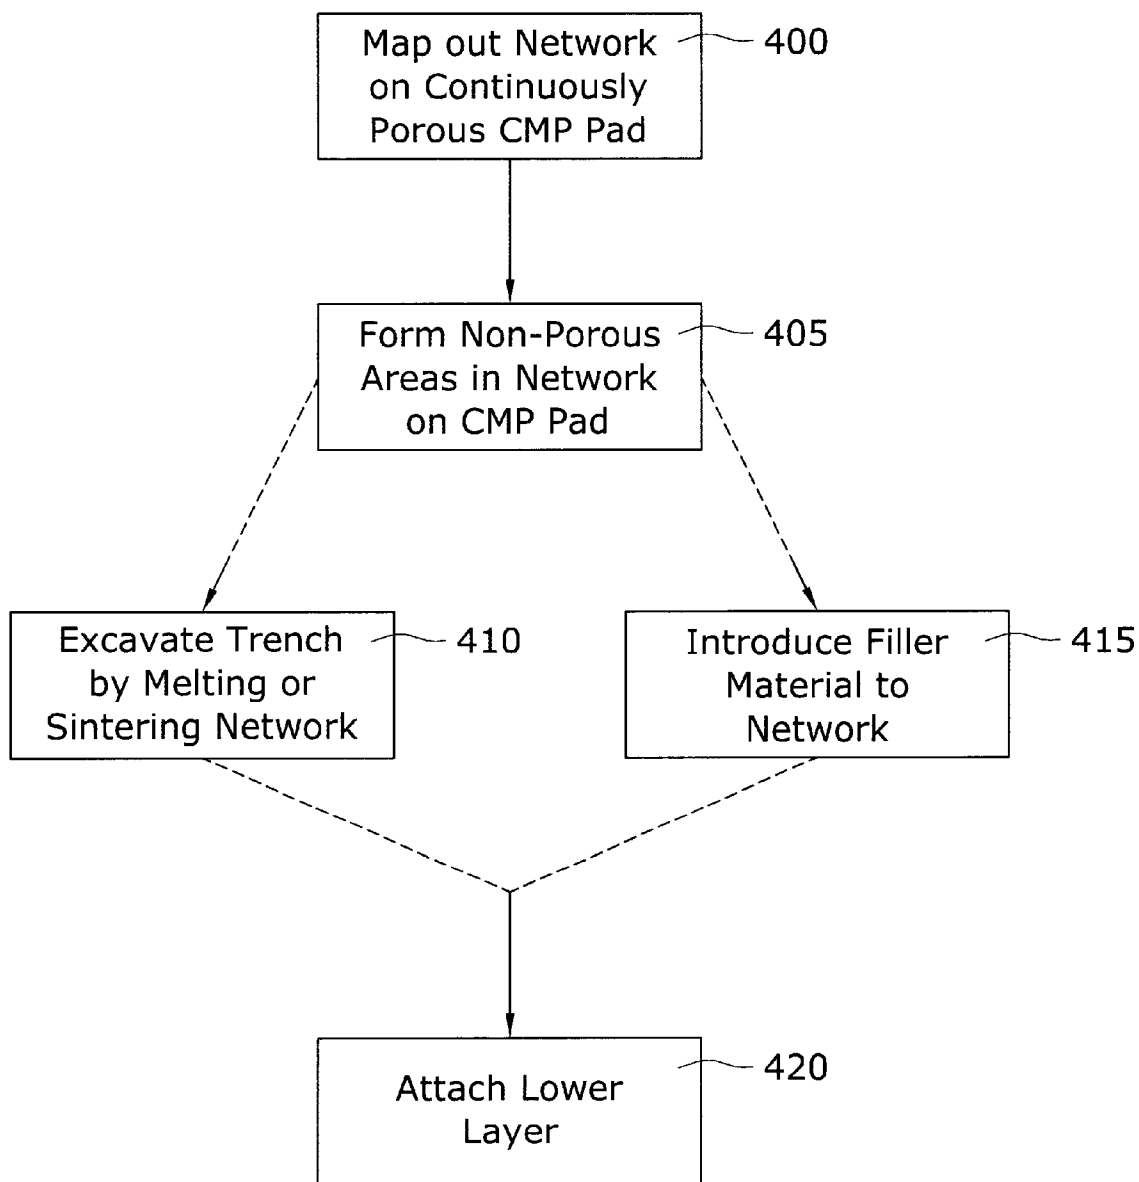 Map out Network
on Continuously
Porous CMP Pad
400
Form Non-Porous
Areas in Network
on CMP Pad
405
Excavate Trench
by Melting or
Sintering Network
410
Introduce Filler
Material to
Network
415
Attach Lower
Layer
420